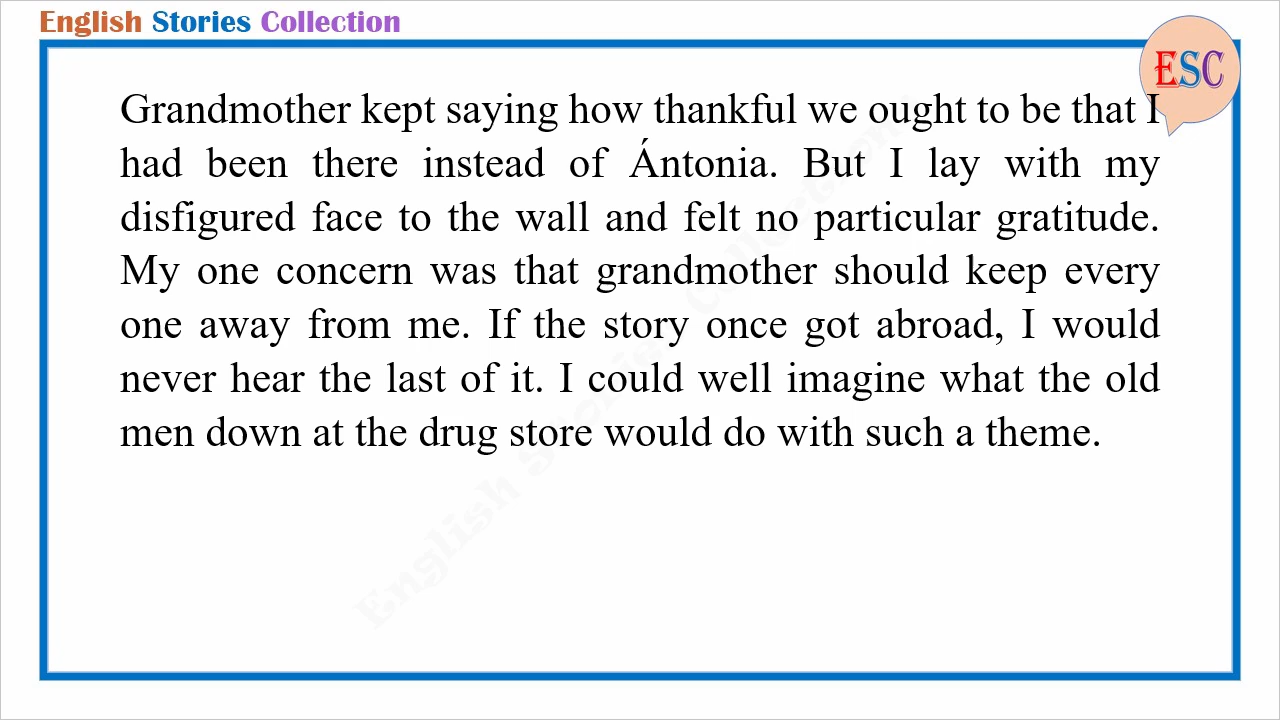 English Stories Collection
ESC
Grandmother kept saying how thankful we ought to be that I
had been there instead of Ántonia. But I lay with my
disfigured face to the wall and felt no particular gratitude.
My one concern was that grandmother should keep every
one away from me. If the story once got abroad, I would
never hear the last of it. I could well imagine what the old
men down at the drug store would do with such a theme.
English Stories Collection